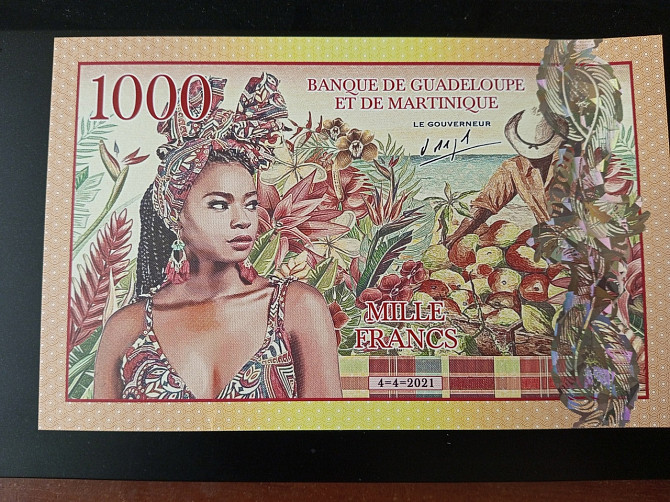 1000
BANQUE DE GUADELOUPE
ET DE MARTINIQUE
LE GOUVERNEUR
MILLE
FRANCS
4=4=2021